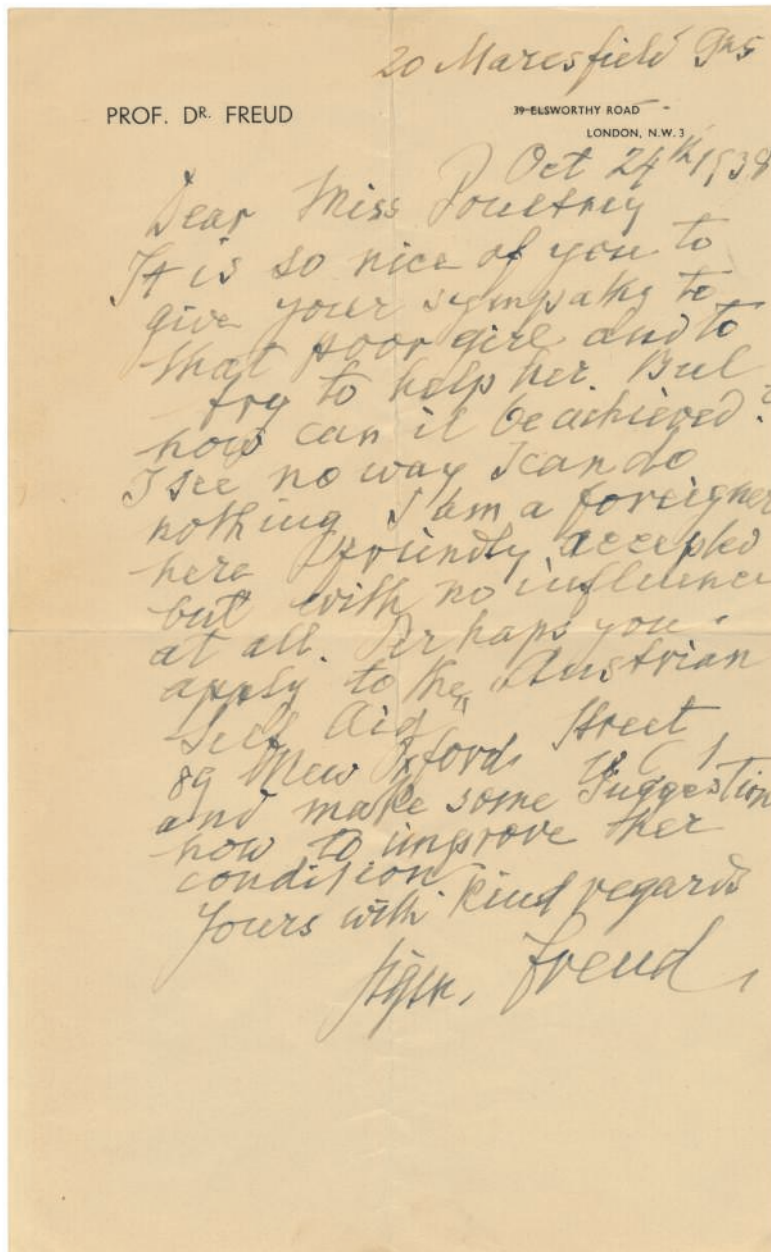 20 Maresfield Gns
PROF. DR. FREUD
39 ELSWORTHY ROAD
LONDON, N.W. 3
Oct 24th 1938
Dear Miss
It is so nice of you to
give your sympathy to
that poor girl and to
try to help her. But
how can it be achieved?
I see no way I can do
nothing I am a foreigner
here friendly accepted
but with no influence
at all. Perhaps you
apply to the "Austrian
Self Aid"
89 New Oxford Street
W C 1
and make some suggestion
how to improve her
condition
Yours with kind regards
Sigm. Freud